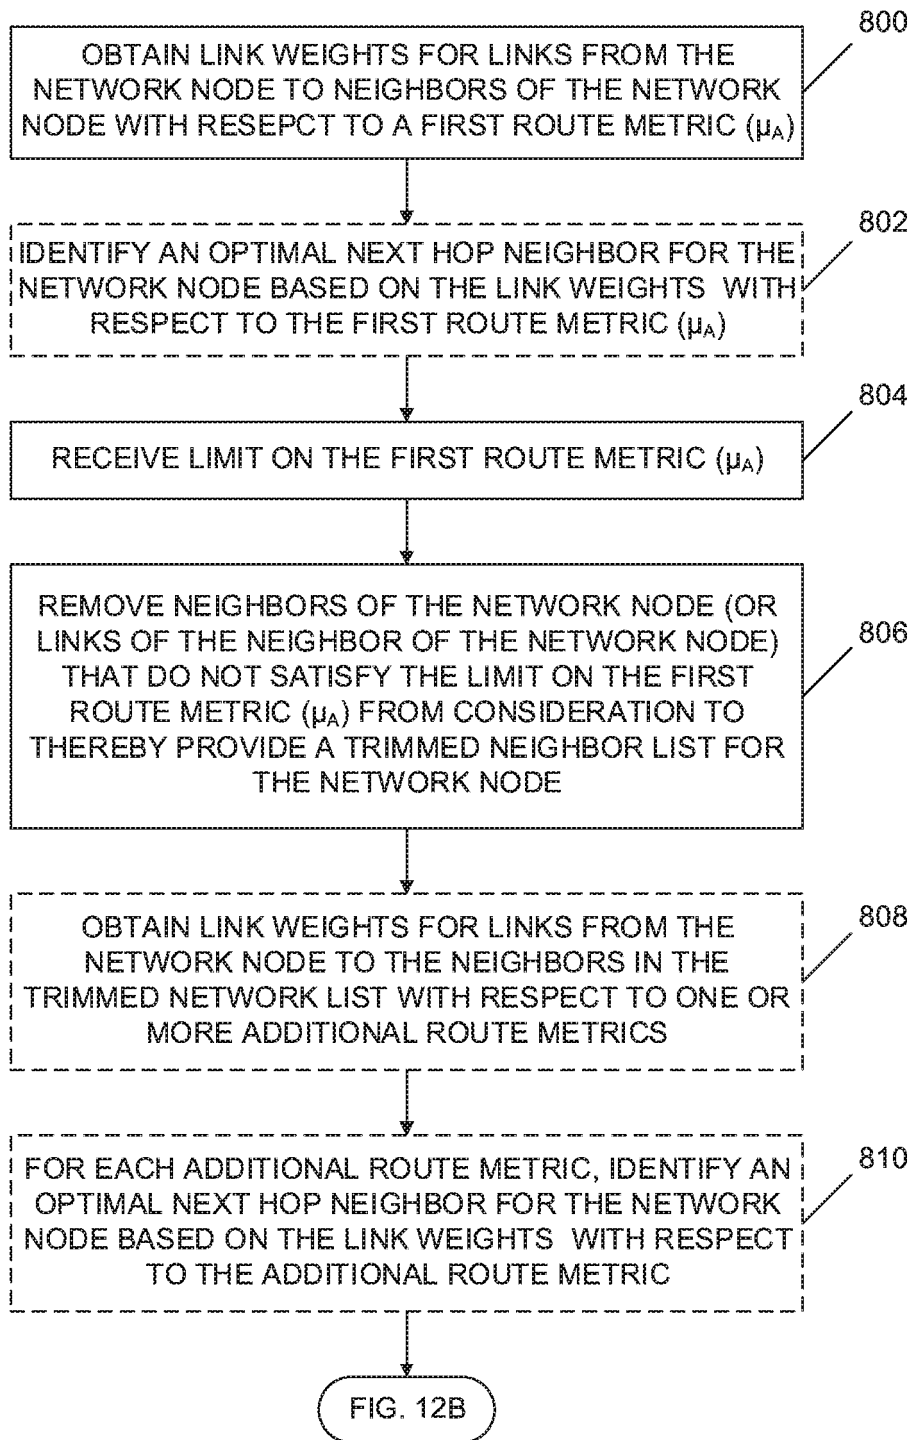 800
OBTAIN LINK WEIGHTS FOR LINKS FROM THE
NETWORK NODE TO NEIGHBORS OF THE NETWORK
NODE WITH RESEPCT TO A FIRST ROUTE METRIC (μA)
802
IDENTIFY AN OPTIMAL NEXT HOP NEIGHBOR FOR THE
NETWORK NODE BASED ON THE LINK WEIGHTS WITH
RESPECT TO THE FIRST ROUTE METRIC (μA)
804
RECEIVE LIMIT ON THE FIRST ROUTE METRIC (μA)
806
REMOVE NEIGHBORS OF THE NETWORK NODE (OR
LINKS OF THE NEIGHBOR OF THE NETWORK NODE)
THAT DO NOT SATISFY THE LIMIT ON THE FIRST
ROUTE METRIC (μA) FROM CONSIDERATION TO
THEREBY PROVIDE A TRIMMED NEIGHBOR LIST FOR
THE NETWORK NODE
808
OBTAIN LINK WEIGHTS FOR LINKS FROM THE
NETWORK NODE TO THE NEIGHBORS IN THE
TRIMMED NETWORK LIST WITH RESPECT TO ONE OR
MORE ADDITIONAL ROUTE METRICS
810
FOR EACH ADDITIONAL ROUTE METRIC, IDENTIFY AN
OPTIMAL NEXT HOP NEIGHBOR FOR THE NETWORK
NODE BASED ON THE LINK WEIGHTS WITH RESPECT
TO THE ADDITIONAL ROUTE METRIC
FIG. 12B